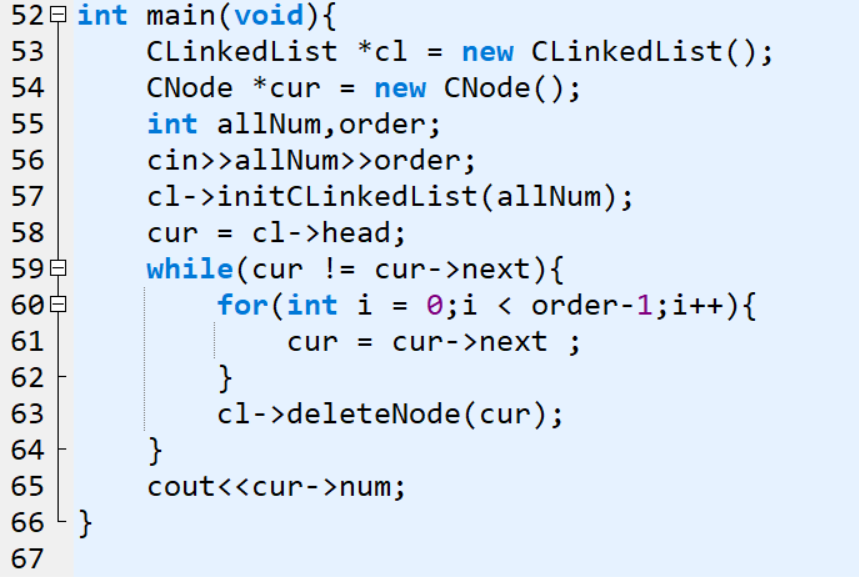 52 int main(void){
53     CLinkedList *cl = new CLinkedList();
54     CNode *cur = new CNode();
55     int allNum,order;
56     cin>>allNum>>order;
57     cl->initCLinkedList(allNum);
58     cur = cl->head;
59     while(cur != cur->next){
60         for(int i = 0;i < order-1;i++){
61             cur = cur->next ;
62         }
63         cl->deleteNode(cur);
64     }
65     cout<<cur->num;
66 }
67